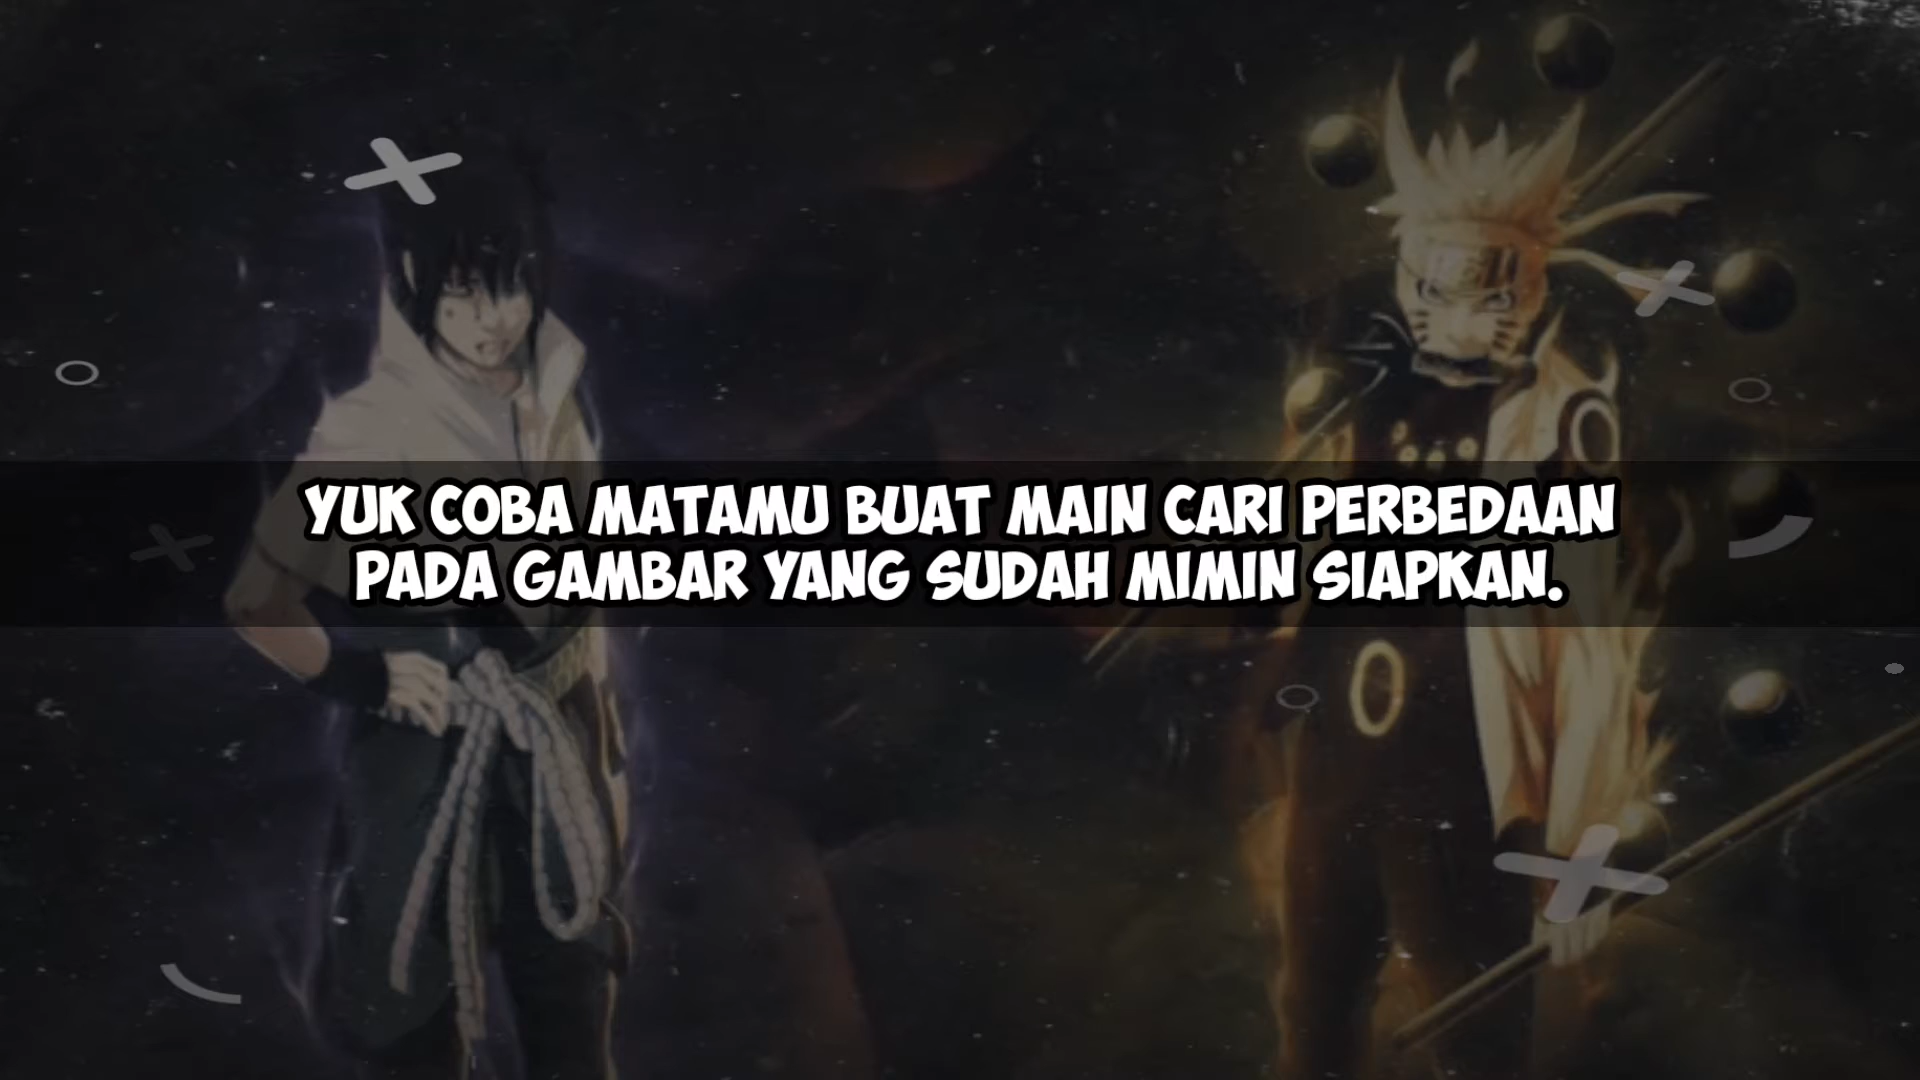 YUK COBA MATAMU BUAT MAIN CARI PERBEDAAN
PADA GAMBAR YANG SUDAH MIMIN SIAPKAN.